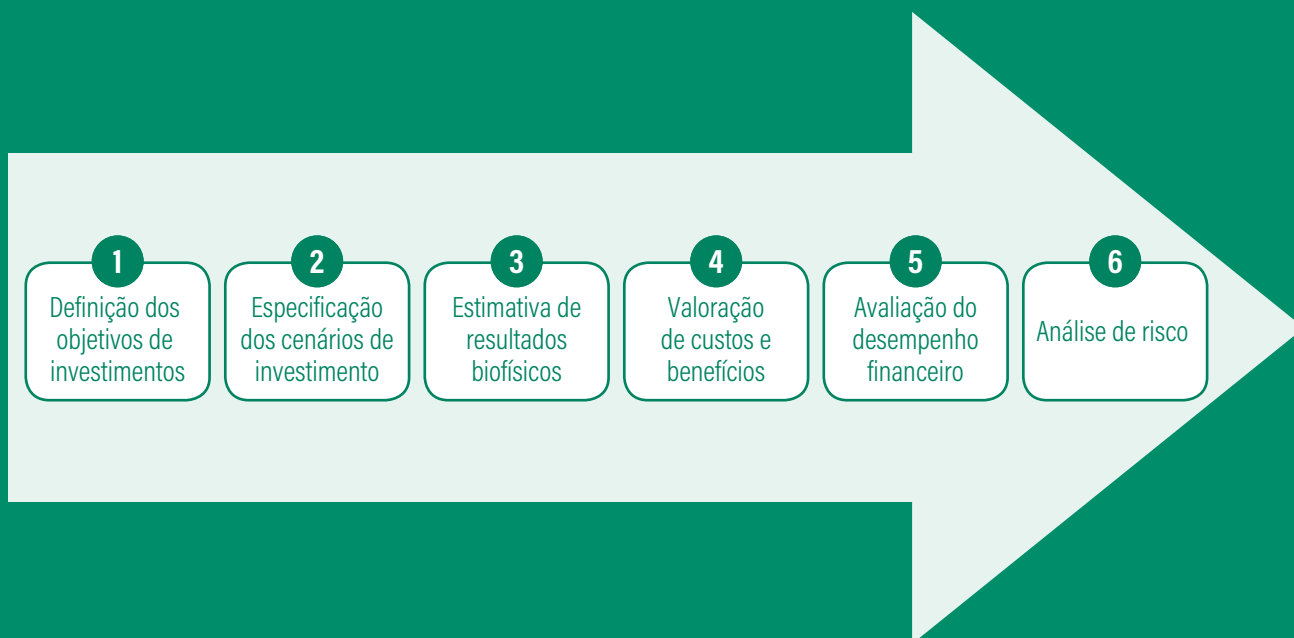 1
Definição dos
objetivos de
investimentos
2
Especificação
dos cenários de
investimento
3
Estimativa de
resultados
biofísicos
4
Valoração
de custos e
benefícios
5
Avaliação do
desempenho
financeiro
6
Análise de risco